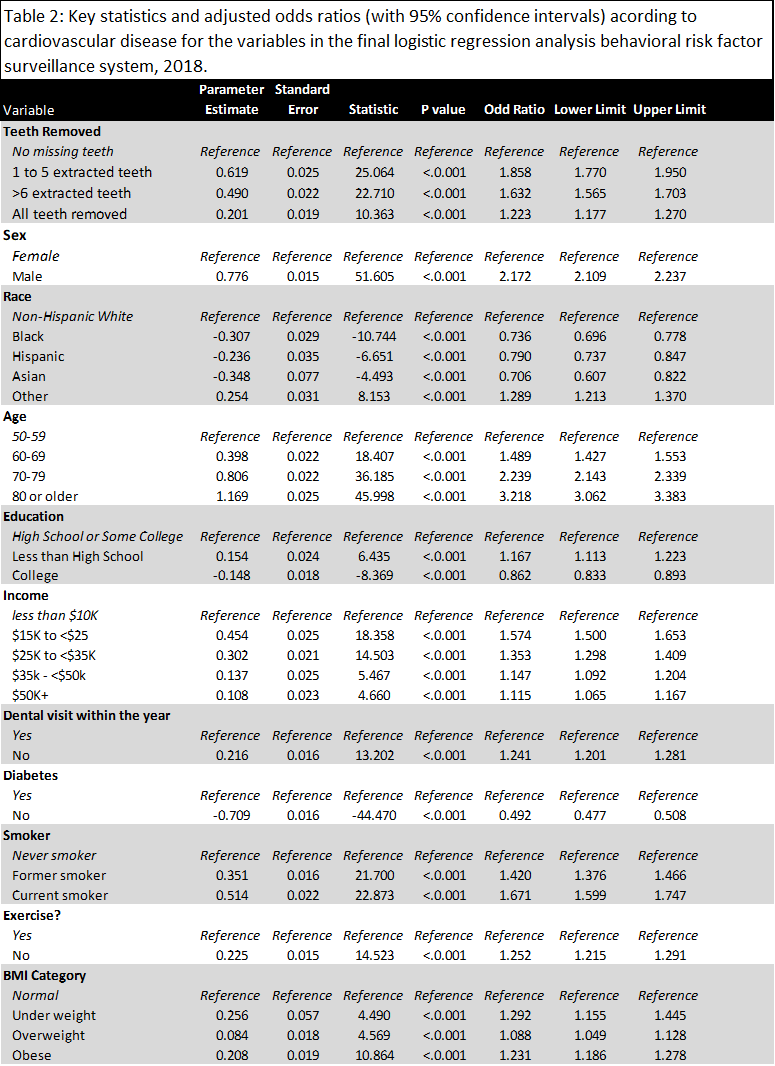 Table 2: Key statistics and adjusted odds ratios (with 95% confidence intervals) acording to
cardiovascular disease for the variables in the final logistic regression analysis behavioral risk factor
surveillance system, 2018.
Parameter Standard
Variable Estimate Error Statistic P value Odd Ratio Lower Limit Upper Limit
Teeth Removed
No missing teeth Reference Reference Reference Reference Reference Reference Reference
1 to 5 extracted teeth 0.619 0.025 25.064 <.0.001 1.858 1.770 1.950
>6 extracted teeth 0.490 0.022 22.710 <.0.001 1.632 1.565 1.703
All teeth removed 0.201 0.019 10.363 <.0.001 1.223 1.177 1.270
Sex
Female Reference Reference Reference Reference Reference Reference Reference
Male 0.776 0.015 51.605 <.0.001 2.172 2.109 2.237
Race
Non-Hispanic White Reference Reference Reference Reference Reference Reference Reference
Black -0.307 0.029 -10.744 <.0.001 0.736 0.696 0.778
Hispanic -0.236 0.035 -6.651 <.0.001 0.790 0.737 0.847
Asian -0.348 0.077 -4.493 <.0.001 0.706 0.607 0.822
Other 0.254 0.031 8.153 <.0.001 1.289 1.213 1.370
Age
50-59 Reference Reference Reference Reference Reference Reference Reference
60-69 0.398 0.022 18.407 <.0.001 1.489 1.427 1.553
70-79 0.806 0.022 36.185 <.0.001 2.239 2.143 2.339
80 or older 1.169 0.025 45.998 <.0.001 3.218 3.062 3.383
Education
High School or Some College Reference Reference Reference Reference Reference Reference Reference
Less than High School 0.154 0.024 6.435 <.0.001 1.167 1.113 1.223
College -0.148 0.018 -8.369 <.0.001 0.862 0.833 0.893
Income
less than $10K Reference Reference Reference Reference Reference Reference Reference
$15K to <$25 0.454 0.025 18.358 <.0.001 1.574 1.500 1.653
$25K to <$35K 0.302 0.021 14.503 <.0.001 1.353 1.298 1.409
$35k - <$50k 0.137 0.025 5.467 <.0.001 1.147 1.092 1.204
$50K+ 0.108 0.023 4.660 <.0.001 1.115 1.065 1.167
Dental visit within the year
Yes Reference Reference Reference Reference Reference Reference Reference
No 0.216 0.016 13.202 <.0.001 1.241 1.201 1.281
Diabetes
Yes Reference Reference Reference Reference Reference Reference Reference
No -0.709 0.016 -44.470 <.0.001 0.492 0.477 0.508
Smoker
Never smoker Reference Reference Reference Reference Reference Reference Reference
Former smoker 0.351 0.016 21.700 <.0.001 1.420 1.376 1.466
Current smoker 0.514 0.022 22.873 <.0.001 1.671 1.599 1.747
Exercise?
Yes Reference Reference Reference Reference Reference Reference Reference
No 0.225 0.015 14.523 <.0.001 1.252 1.215 1.291
BMI Category
Normal Reference Reference Reference Reference Reference Reference Reference
Under weight 0.256 0.057 4.490 <.0.001 1.292 1.155 1.445
Overweight 0.084 0.018 4.569 <.0.001 1.088 1.049 1.128
Obese 0.208 0.019 10.864 <.0.001 1.231 1.186 1.278